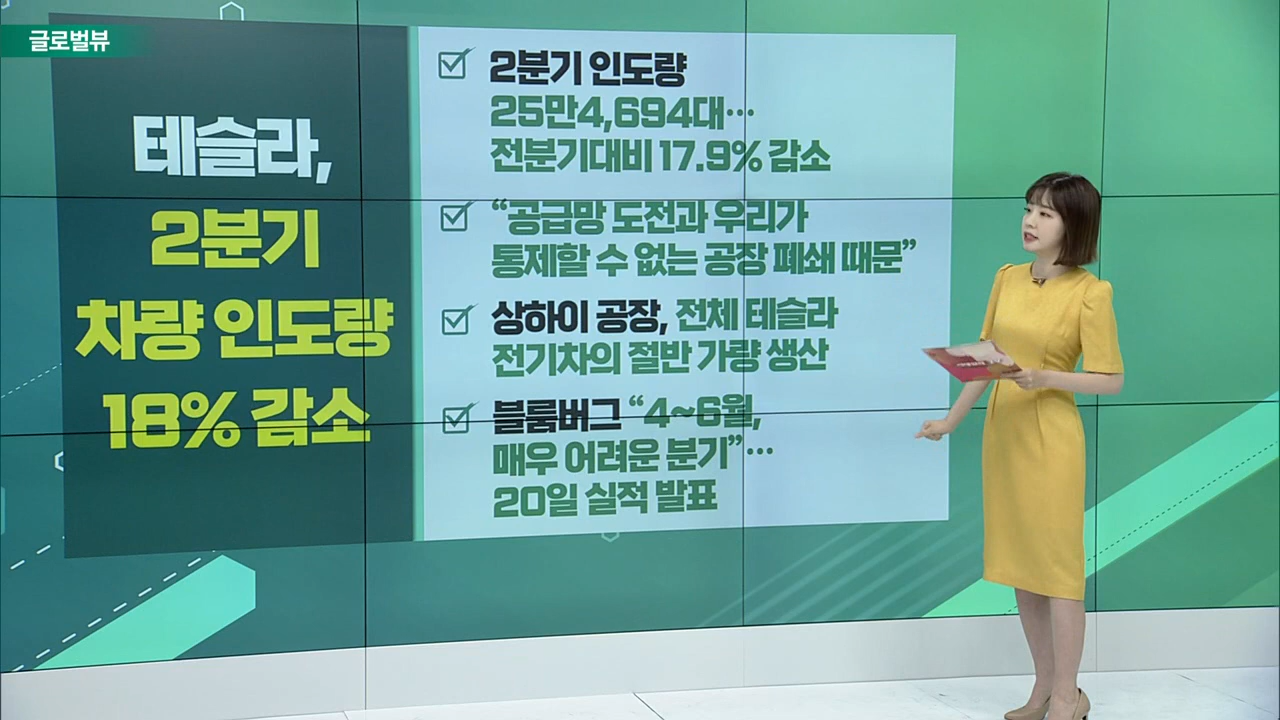 글로벌뷰
테슬라,
2분기
차량 인도량
18% 감소
2분기 인도량
25만4,694대…
전분기대비 17.9% 감소
“공급망 도전과 우리가
통제할 수 없는 공장 폐쇄 때문”
상하이 공장, 전체 테슬라
전기차의 절반 가량 생산
블룸버그 “4~6월,
매우 어려운 분기”…
20일 실적 발표